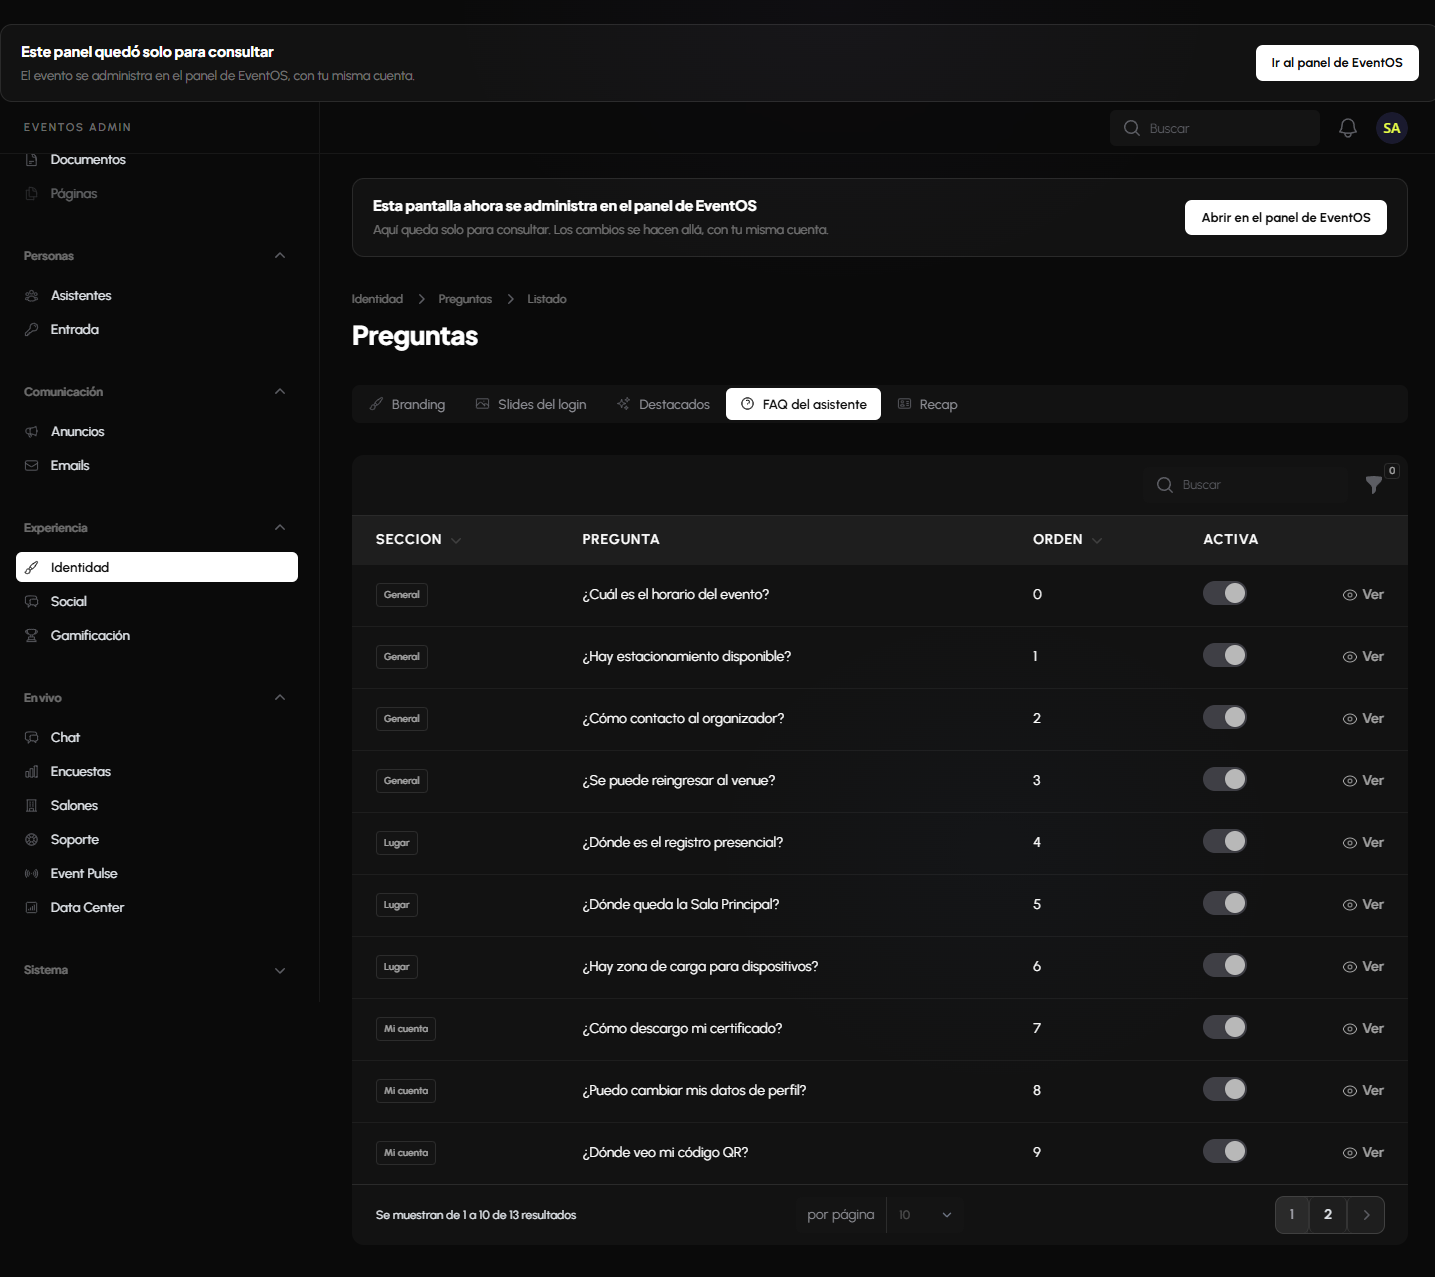 Este panel quedó solo para consultar
El evento se administra en el panel de EventOS, con tu misma cuenta.
Ir al panel de EventOS
EVENTOS ADMIN
Buscar
SA
Documentos
Páginas
Personas
Asistentes
Entrada
Comunicación
Anuncios
Emails
Experiencia
Identidad
Social
Gamificación
En vivo
Chat
Encuestas
Salones
Soporte
Event Pulse
Data Center
Sistema
Esta pantalla ahora se administra en el panel de EventOS
Aquí queda solo para consultar. Los cambios se hacen allá, con tu misma cuenta.
Abrir en el panel de EventOS
Identidad > Preguntas > Listado
Preguntas
Branding Slides del login Destacados FAQ del asistente Recap
Buscar 0
SECCION PREGUNTA ORDEN ACTIVA
General ¿Cuál es el horario del evento? 0 Ver
General ¿Hay estacionamiento disponible? 1 Ver
General ¿Cómo contacto al organizador? 2 Ver
General ¿Se puede reingresar al venue? 3 Ver
Lugar ¿Dónde es el registro presencial? 4 Ver
Lugar ¿Dónde queda la Sala Principal? 5 Ver
Lugar ¿Hay zona de carga para dispositivos? 6 Ver
Mi cuenta ¿Cómo descargo mi certificado? 7 Ver
Mi cuenta ¿Puedo cambiar mis datos de perfil? 8 Ver
Mi cuenta ¿Dónde veo mi código QR? 9 Ver
Se muestran de 1 a 10 de 13 resultados por página 10 1 2